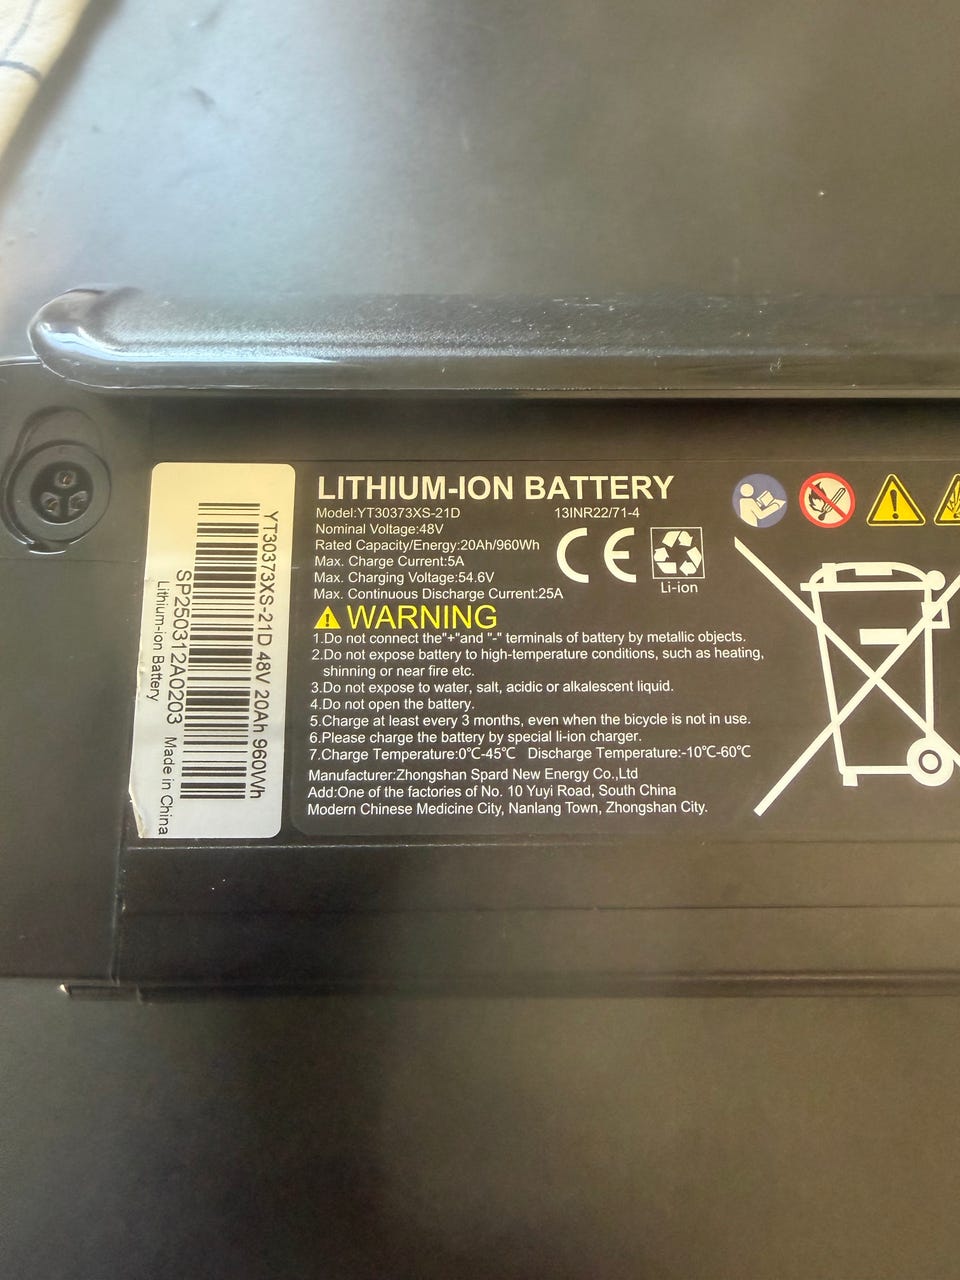 YT30373XS-21D 48V 20Ah 960Wh
SP250312A0203 Made in China
Lithium-ion Battery
LITHIUM-ION BATTERY
Model:YT30373XS-21D 13INR22/71-4
Nominal Voltage:48V
Rated Capacity/Energy:20Ah/960Wh
Max. Charge Current:5A
Max. Charging Voltage:54.6V
Max. Continuous Discharge Current:25A
CE
Li-ion
WARNING
1.Do not connect the"+"and "-" terminals of battery by metallic objects.
2.Do not expose battery to high-temperature conditions, such as heating,
shinning or near fire etc.
3.Do not expose to water, salt, acidic or alkalescent liquid.
4.Do not open the battery.
5.Charge at least every 3 months, even when the bicycle is not in use.
6.Please charge the battery by special li-ion charger.
7.Charge Temperature:0℃-45℃ Discharge Temperature:-10℃-60℃
Manufacturer:Zhongshan Spard New Energy Co.,Ltd
Add:One of the factories of No. 10 Yuyi Road, South China
Modern Chinese Medicine City, Nanlang Town, Zhongshan City.